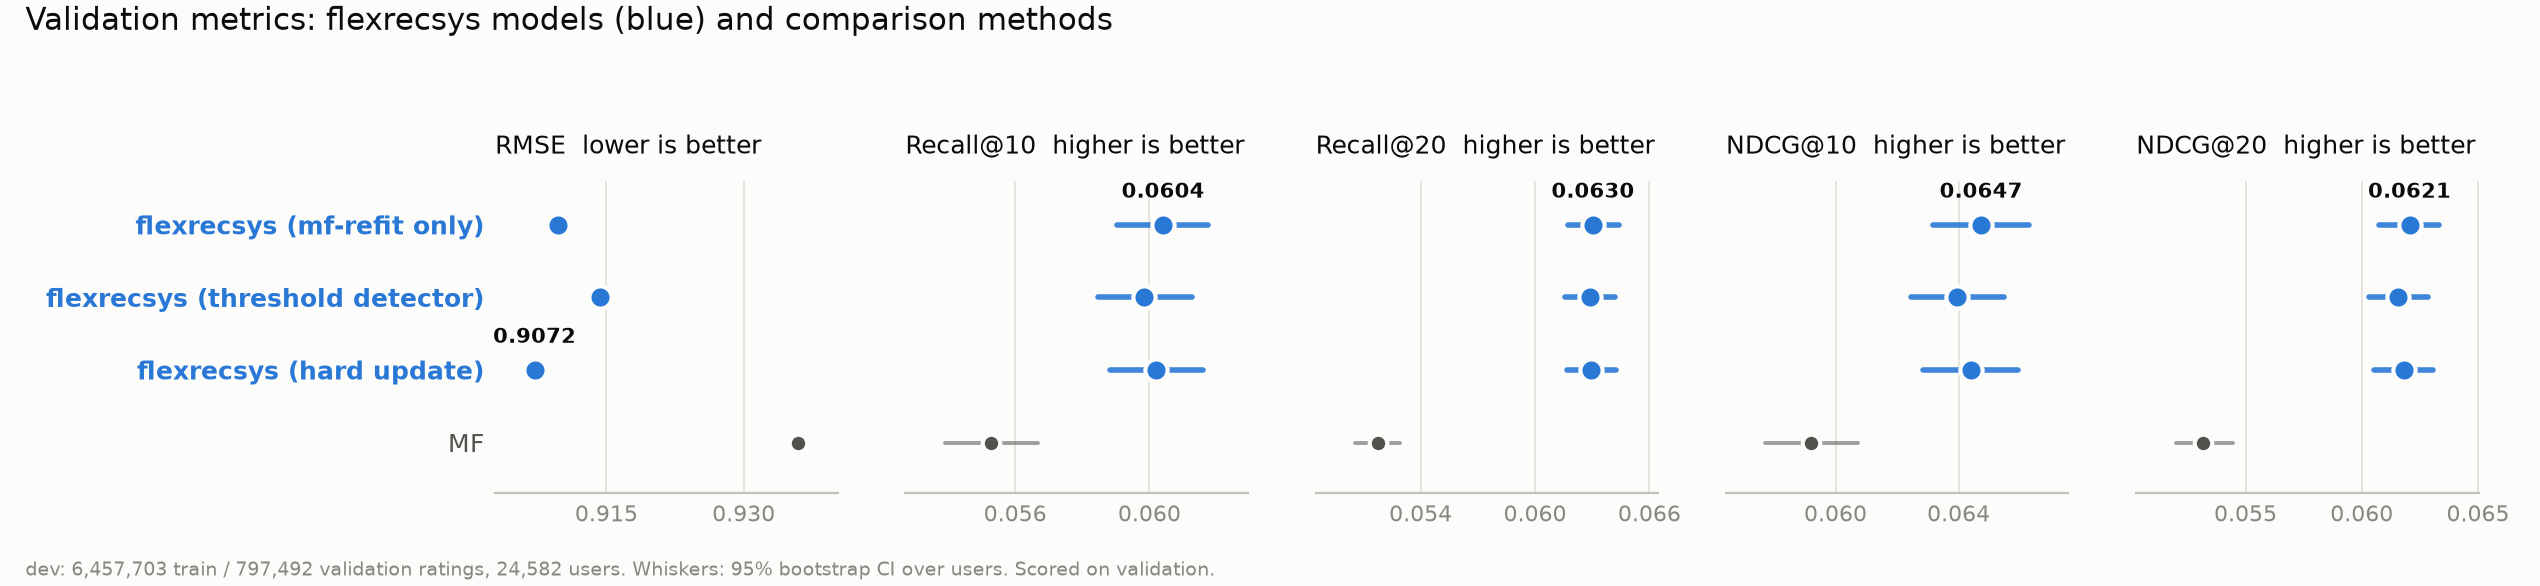 Validation metrics: flexrecsys models (blue) and comparison methods
RMSE  lower is better
Recall@10  higher is better
Recall@20  higher is better
NDCG@10  higher is better
NDCG@20  higher is better
0.0604
0.0630
0.0647
0.0621
flexrecsys (mf-refit only)
flexrecsys (threshold detector)
0.9072
flexrecsys (hard update)
MF
0.915 0.930
0.056 0.060
0.054 0.060 0.066
0.060 0.064
0.055 0.060 0.065
dev: 6,457,703 train / 797,492 validation ratings, 24,582 users. Whiskers: 95% bootstrap CI over users. Scored on validation.